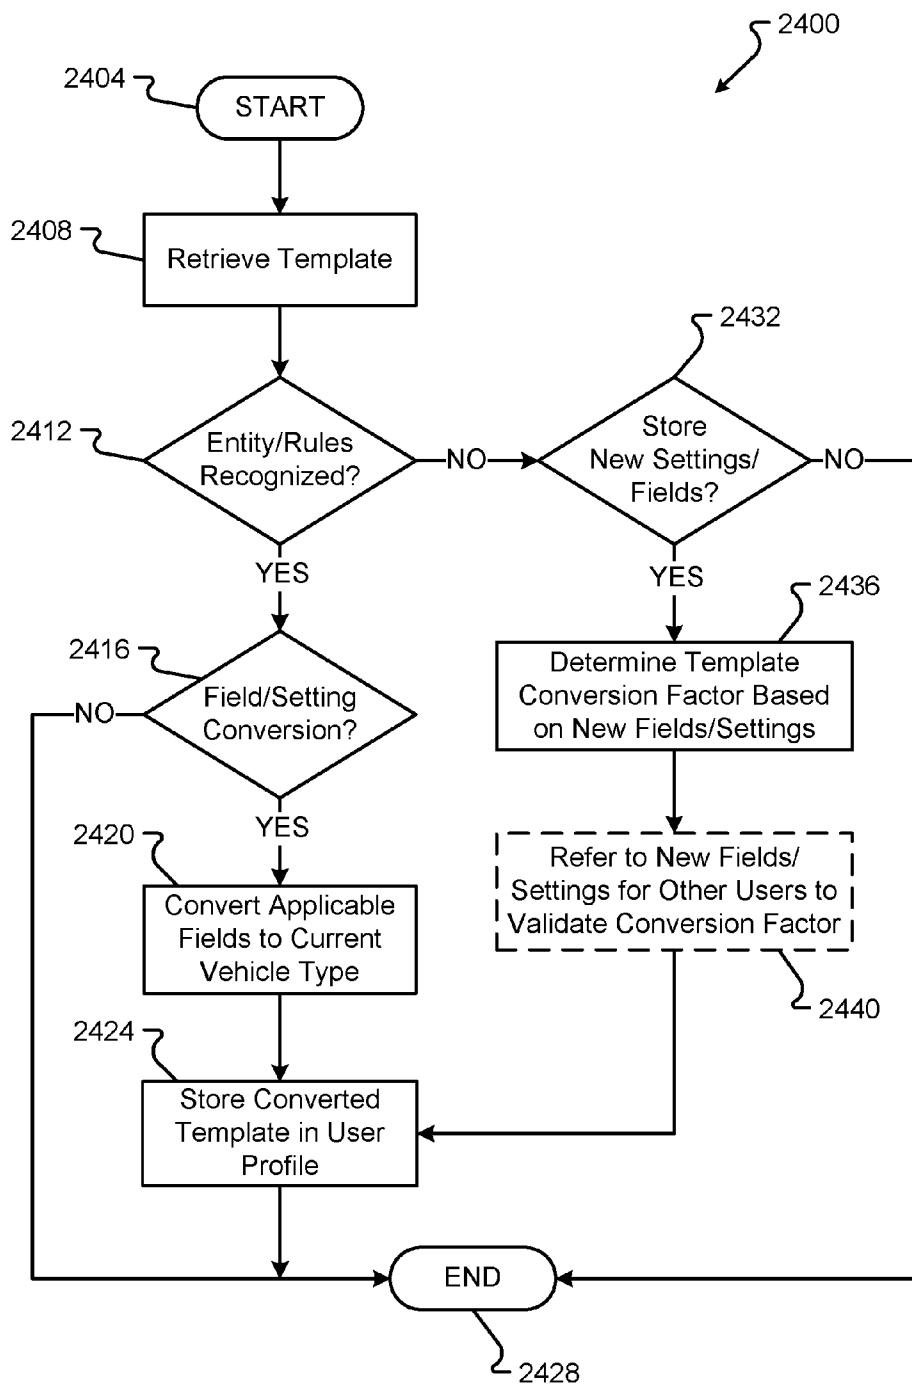 2400
2404
START
2408
Retrieve Template
2432
2412
Entity/Rules
Recognized?
NO
Store
New Settings/
Fields?
NO
YES
YES
2436
2416
Field/Setting
Conversion?
NO
Determine Template
Conversion Factor Based
on New Fields/Settings
YES
2420
Refer to New Fields/
Settings for Other Users to
Validate Conversion Factor
Convert Applicable
Fields to Current
Vehicle Type
2440
2424
Store Converted
Template in User
Profile
END
2428